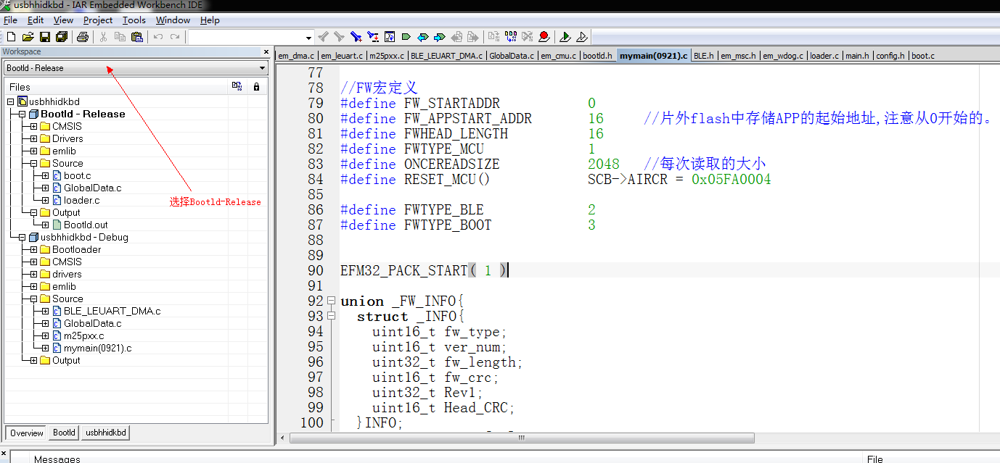 usbhhidkbd - IAR Embedded Workbench IDE
File Edit View Project Tools Window Help
Workspace
Bootld - Release
Files
usbhhidkbd
Bootld - Release
CMSIS
Drivers
emlib
Source
boot.c
GlobalData.c
loader.c
Output
Bootld.out
usbhhidkbd - Debug
Bootloader
CMSIS
drivers
emlib
Source
BLE_LEUART_DMA.c
GlobalData.c
m25pxx.c
mymain(0921).c
Output
选择Bootld-Release
Overview Bootld usbhhidkbd
em_dma.c em_leuart.c m25pxx.c BLE_LEUART_DMA.c GlobalData.c em_cmu.c bootld.h mymain(0921).c BLE.h em_msc.h em_wdog.c loader.c main.h config.h boot.c
77
78 //FW宏定义
79 #define FW_STARTADDR 0
80 #define FW_APPSTART_ADDR 16 //片外flash中存储APP的起始地址,注意从0开始的。
81 #define FWHEAD_LENGTH 16
82 #define FWTYPE_MCU 1
83 #define ONCEREADSIZE 2048 //每次读取的大小
84 #define RESET_MCU() SCB->AIRCR = 0x05FA0004
85
86 #define FWTYPE_BLE 2
87 #define FWTYPE_BOOT 3
88
89
90 EFM32_PACK_START( 1 )
91
92 union _FW_INFO{
93 struct _INFO{
94 uint16_t fw_type;
95 uint16_t ver_num;
96 uint32_t fw_length;
97 uint16_t fw_crc;
98 uint32_t Rev1;
99 uint16_t Head_CRC;
100 }INFO;
Messages File